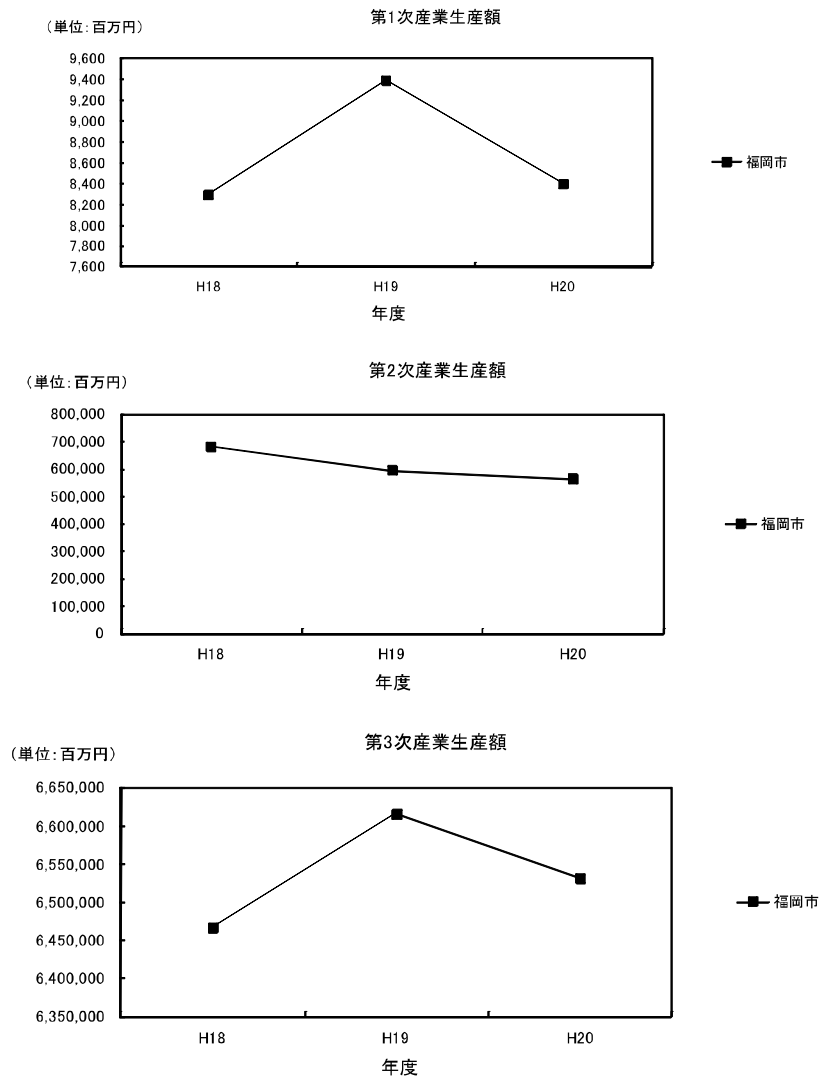 第1次産業生産額
（単位：百万円）
9,600
9,400
9,200
9,000
8,800
8,600
8,400
8,200
8,000
7,800
7,600
H18 H19 H20
年度
福岡市
第2次産業生産額
（単位：百万円）
800,000
700,000
600,000
500,000
400,000
300,000
200,000
100,000
0
H18 H19 H20
年度
福岡市
第3次産業生産額
（単位：百万円）
6,650,000
6,600,000
6,550,000
6,500,000
6,450,000
6,400,000
6,350,000
H18 H19 H20
年度
福岡市